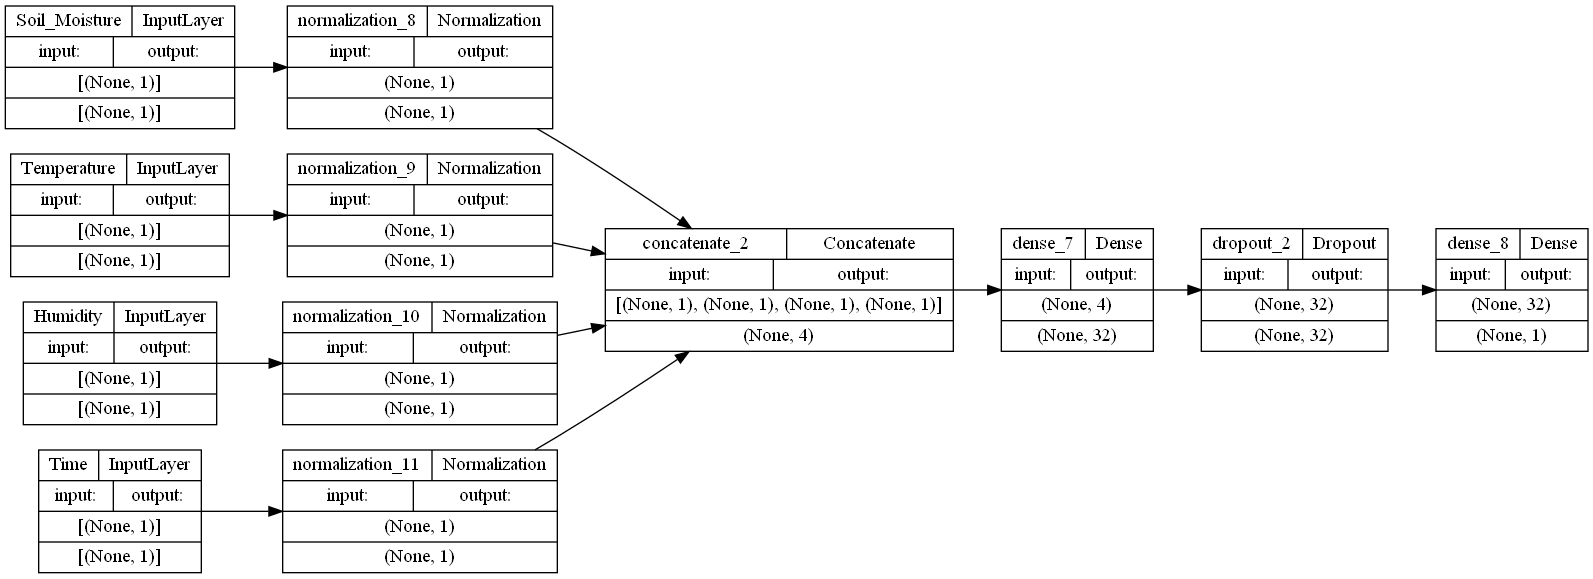 Soil_Moisture InputLayer
input: output:
[(None, 1)]
[(None, 1)]
normalization_8 Normalization
input: output:
(None, 1)
(None, 1)
Temperature InputLayer
input: output:
[(None, 1)]
[(None, 1)]
normalization_9 Normalization
input: output:
(None, 1)
(None, 1)
Humidity InputLayer
input: output:
[(None, 1)]
[(None, 1)]
normalization_10 Normalization
input: output:
(None, 1)
(None, 1)
Time InputLayer
input: output:
[(None, 1)]
[(None, 1)]
normalization_11 Normalization
input: output:
(None, 1)
(None, 1)
concatenate_2 Concatenate
input: output:
[(None, 1), (None, 1), (None, 1), (None, 1)]
(None, 4)
dense_7 Dense
input: output:
(None, 4)
(None, 32)
dropout_2 Dropout
input: output:
(None, 32)
(None, 32)
dense_8 Dense
input: output:
(None, 32)
(None, 1)